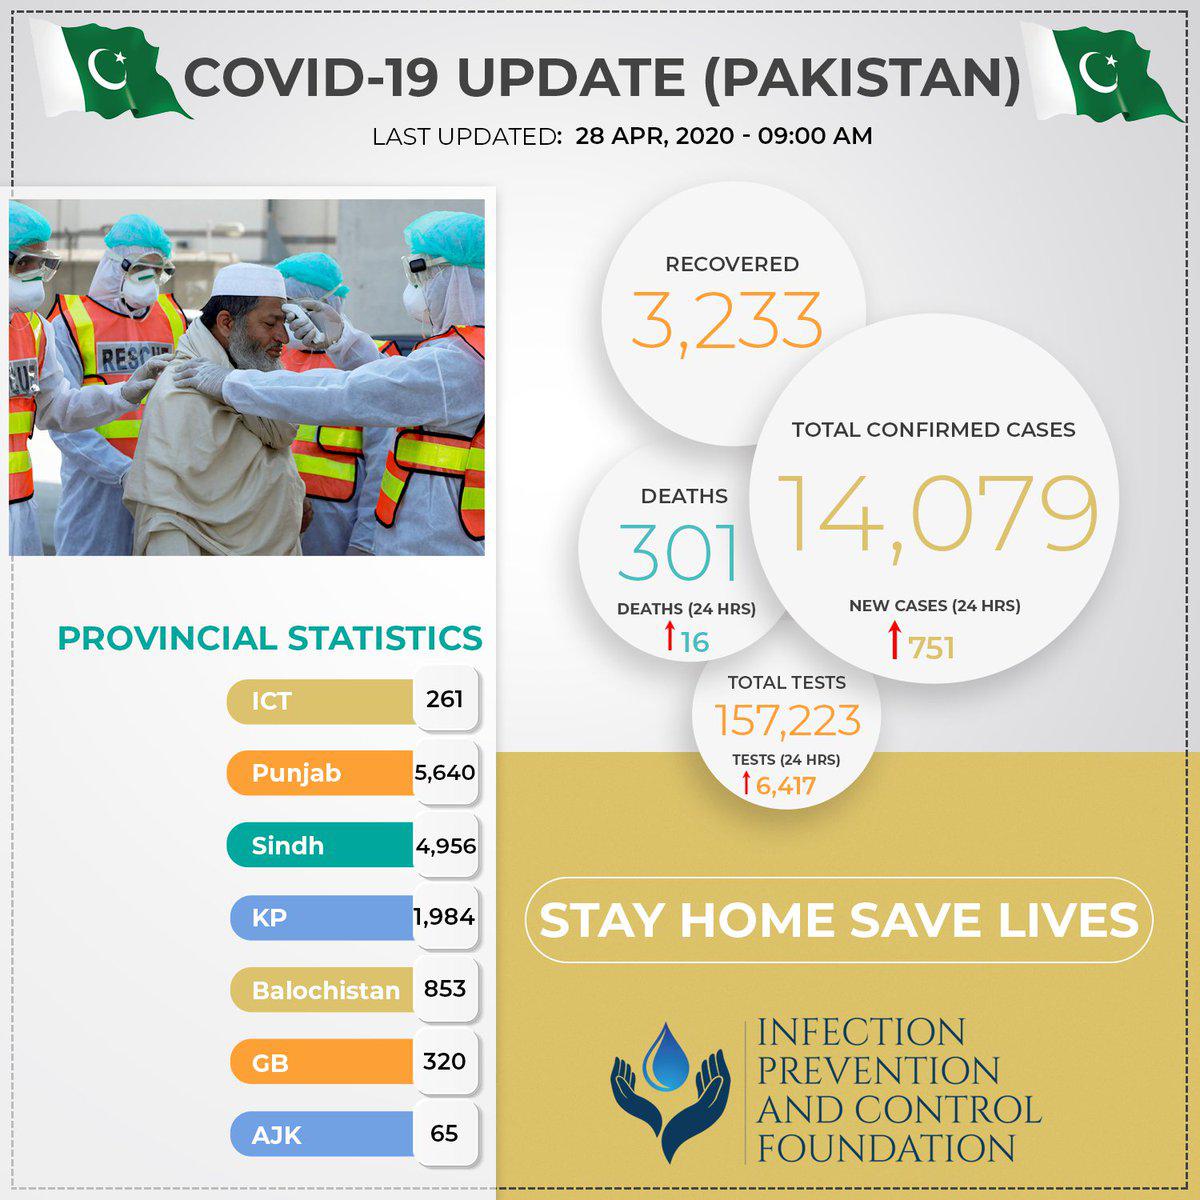 COVID-19 UPDATE (PAKISTAN)
LAST UPDATED: 28 APR, 2020 - 09:00 AM
RESCUE
UE
RECOVERED
3,233
TOTAL CONFIRMED CASES
14,079
NEW CASES (24 HRS)
751
DEATHS
301
DEATHS (24 HRS)
16
TOTAL TESTS
157,223
TESTS (24 HRS)
6,417
PROVINCIAL STATISTICS
ICT 261
Punjab 5,640
Sindh 4,956
KP 1,984
Balochistan 853
GB 320
AJK 65
STAY HOME SAVE LIVES
INFECTION
PREVENTION
AND CONTROL
FOUNDATION